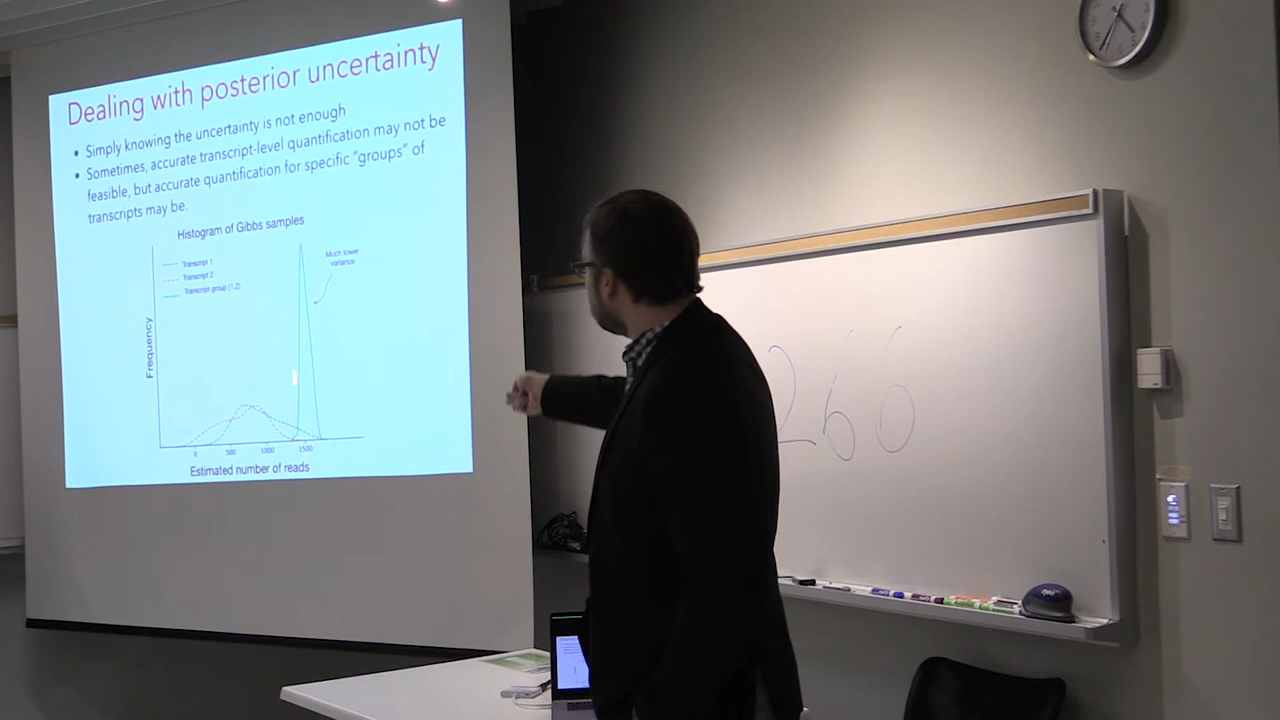 Dealing with posterior uncertainty
• Simply knowing the uncertainty is not enough
• Sometimes, accurate transcript-level quantification may not be
feasible, but accurate quantification for specific “groups” of
transcripts may be.
Histogram of Gibbs samples
Transcript 1
Transcript 2
Transcript group {1,2}
Much lower
variance
Frequency
0 500 1000 1500
Estimated number of reads
266